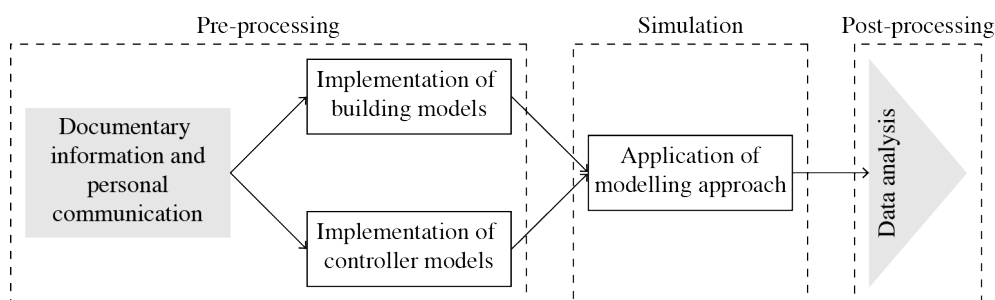 Pre-processing
Simulation
Post-processing
Documentary
information and
personal
communication
Implementation of
building models
Implementation of
controller models
Application of
modelling approach
Data analysis